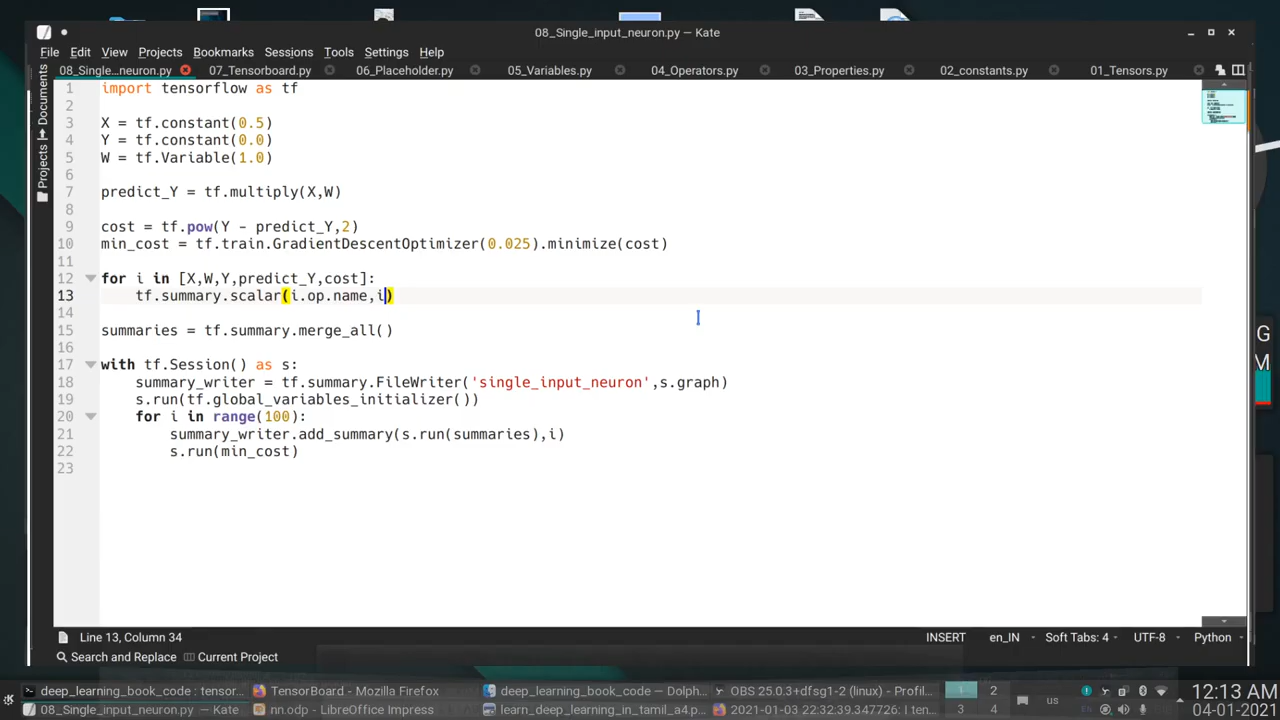 08_Single_input_neuron.py — Kate
File Edit View Projects Bookmarks Sessions Tools Settings Help
08_Single...neuron.py 07_Tensorboard.py 06_Placeholder.py 05_Variables.py 04_Operators.py 03_Properties.py 02_constants.py 01_Tensors.py
Documents
Projects
1 import tensorflow as tf
2
3 X = tf.constant(0.5)
4 Y = tf.constant(0.0)
5 W = tf.Variable(1.0)
6
7 predict_Y = tf.multiply(X,W)
8
9 cost = tf.pow(Y - predict_Y,2)
10 min_cost = tf.train.GradientDescentOptimizer(0.025).minimize(cost)
11
12 for i in [X,W,Y,predict_Y,cost]:
13 tf.summary.scalar(i.op.name,i)
14
15 summaries = tf.summary.merge_all()
16
17 with tf.Session() as s:
18 summary_writer = tf.summary.FileWriter('single_input_neuron',s.graph)
19 s.run(tf.global_variables_initializer())
20 for i in range(100):
21 summary_writer.add_summary(s.run(summaries),i)
22 s.run(min_cost)
23
G
M
Line 13, Column 34 INSERT en_IN Soft Tabs: 4 UTF-8 Python
Search and Replace Current Project
deep_learning_book_code : tensor... TensorBoard - Mozilla Firefox deep_learning_book_code — Dolph... OBS 25.0.3+dfsg1-2 (linux) - Profil... 1 2 12:13 AM
08_Single_input_neuron.py — Kate nn.odp - LibreOffice Impress deep_learning_in_tamil_a4.p... 2021-01-03 22:32:39.347726: I ten... 3 4 us 04-01-2021